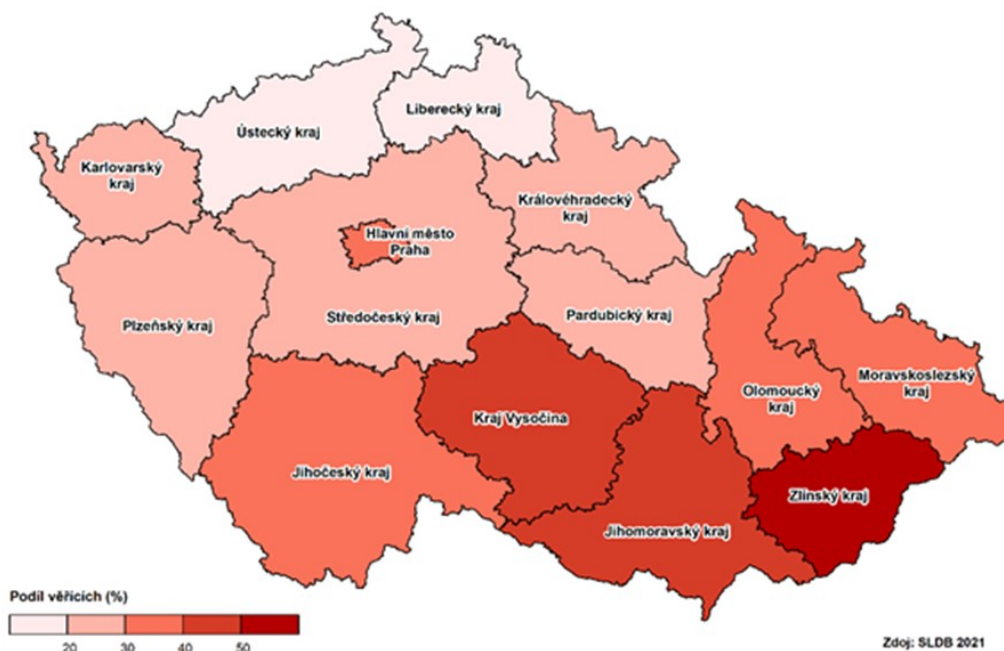 Liberecký kraj
Ústecký kraj
Karlovarský
kraj
Královéhradecký
kraj
Hlavní město
Praha
Plzeňský kraj
Středočeský kraj
Pardubický kraj
Moravskoslezský
kraj
Olomoucký
kraj
Kraj Vysočina
Jihočeský kraj
Zlínský kraj
Jihomoravský kraj
Podíl věřících (%)
20 30 40 50
Zdoj: SLDB 2021